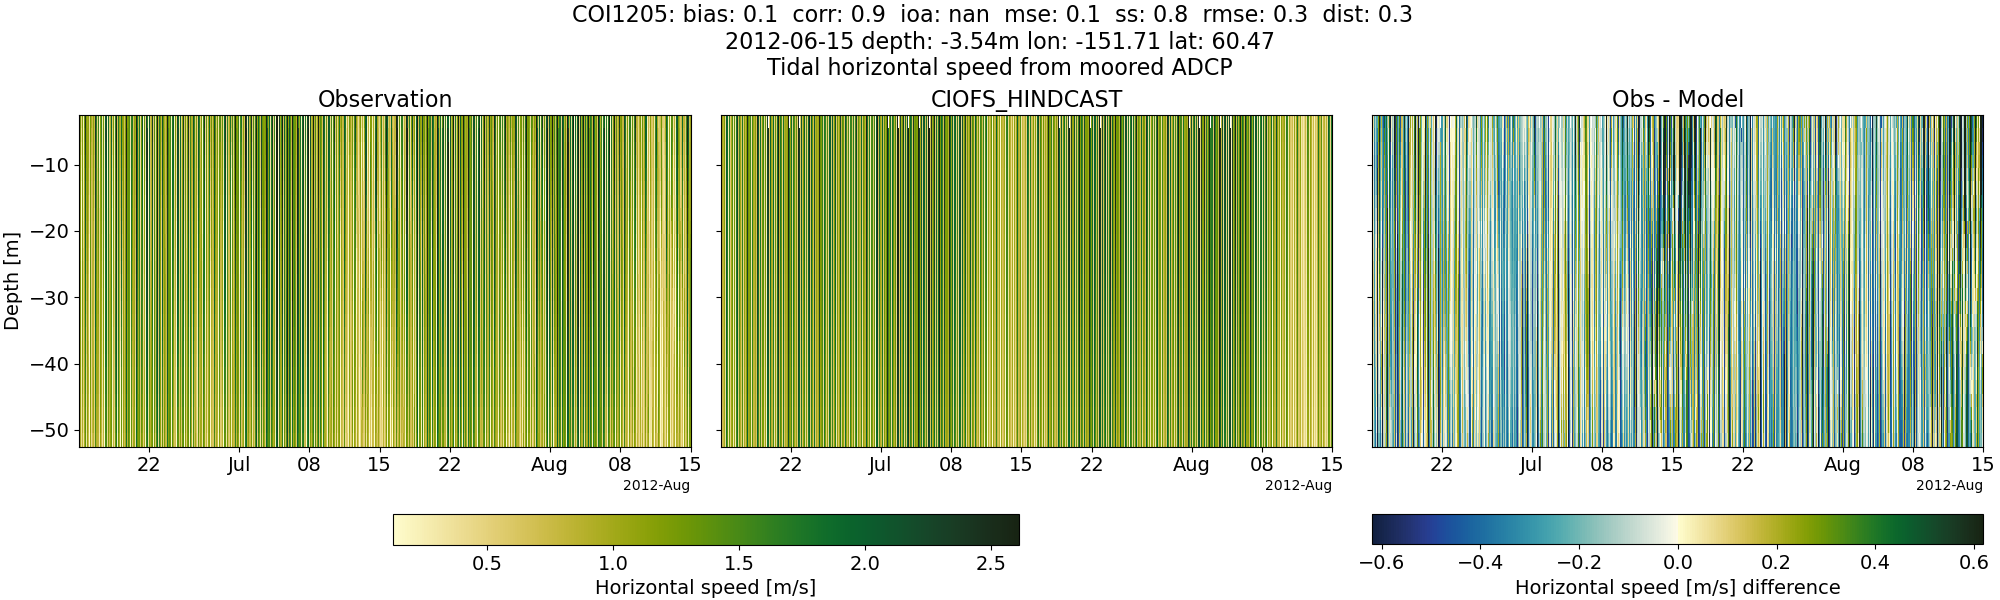 COI1205: bias: 0.1 corr: 0.9 ioa: nan mse: 0.1 ss: 0.8 rmse: 0.3 dist: 0.3
2012-06-15 depth: -3.54m lon: -151.71 lat: 60.47
Tidal horizontal speed from moored ADCP
Observation
CIOFS_HINDCAST
Obs - Model
Depth [m]
−10
−20
−30
−40
−50
22 Jul 08 15 22 Aug 08 15
2012-Aug
22 Jul 08 15 22 Aug 08 15
2012-Aug
22 Jul 08 15 22 Aug 08 15
2012-Aug
0.5 1.0 1.5 2.0 2.5
Horizontal speed [m/s]
−0.6 −0.4 −0.2 0.0 0.2 0.4 0.6
Horizontal speed [m/s] difference